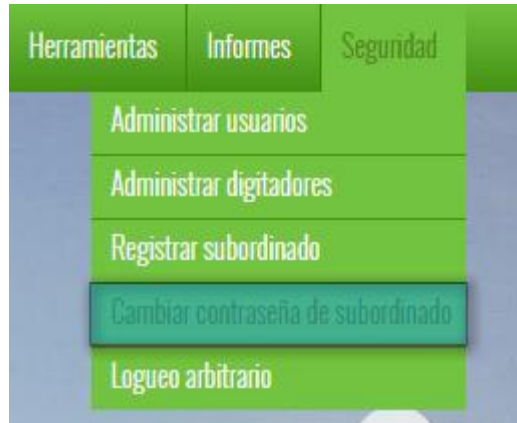 Herramientas Informes Seguridad
Administrar usuarios
Administrar digitadores
Registrar subordinado
Cambiar contraseña de subordinado
Logueo arbitrario